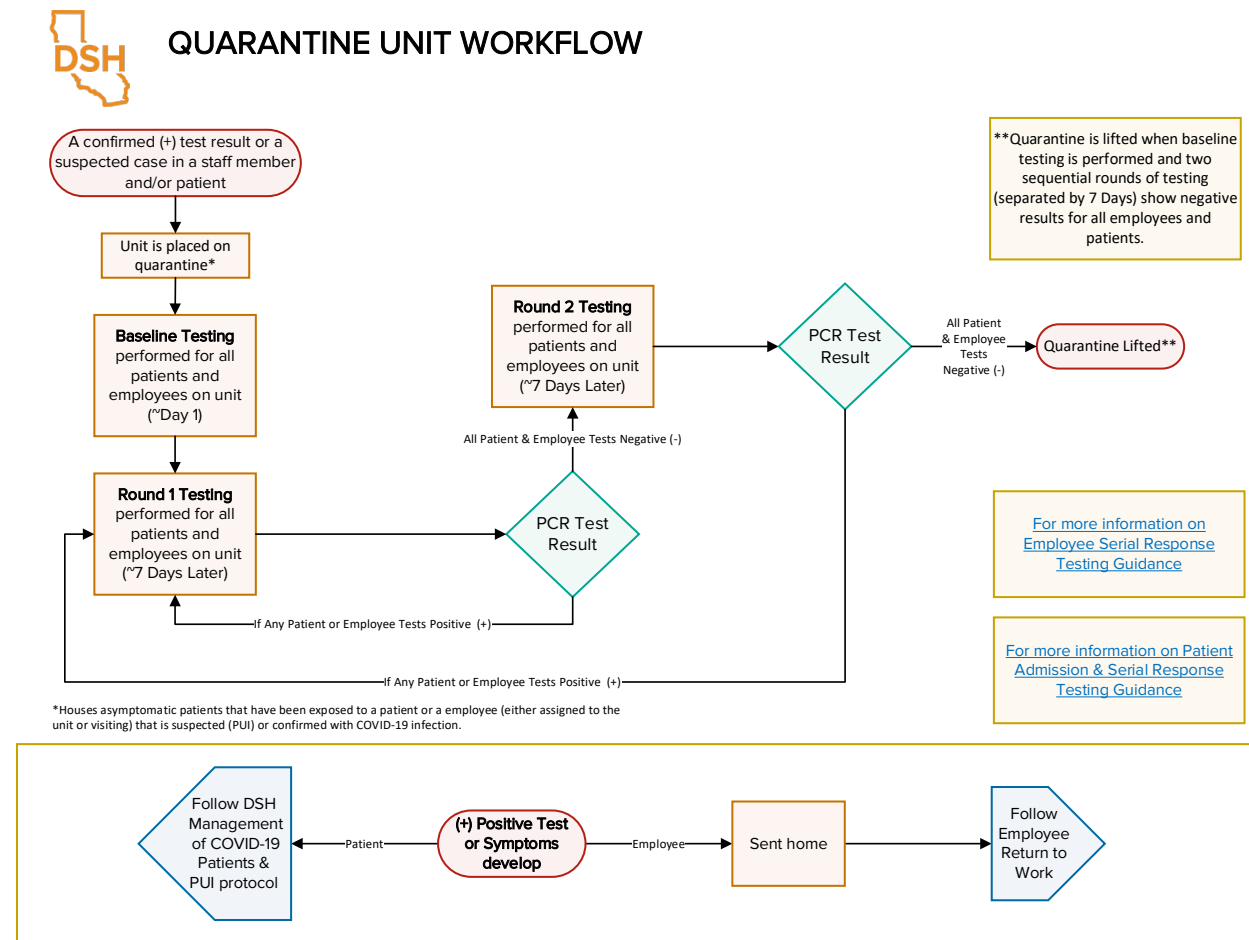 DSH
QUARANTINE UNIT WORKFLOW
A confirmed (+) test result or a
suspected case in a staff member
and/or patient
**Quarantine is lifted when baseline
testing is performed and two
sequential rounds of testing
(separated by 7 Days) show negative
results for all employees and
patients.
Unit is placed on
quarantine*
Baseline Testing
performed for all
patients and
employees on unit
(~Day 1)
Round 2 Testing
performed for all
patients and
employees on unit
(~7 Days Later)
PCR Test
Result
All Patient
& Employee
Tests
Negative (-)
Quarantine Lifted**
All Patient & Employee Tests Negative (-)
Round 1 Testing
performed for all
patients and
employees on unit
(~7 Days Later)
PCR Test
Result
If Any Patient or Employee Tests Positive (+)
If Any Patient or Employee Tests Positive (+)
For more information on
Employee Serial Response
Testing Guidance
For more information on Patient
Admission & Serial Response
Testing Guidance
*Houses asymptomatic patients that have been exposed to a patient or a employee (either assigned to the
unit or visiting) that is suspected (PUI) or confirmed with COVID-19 infection.
Follow DSH
Management
of COVID-19
Patients &
PUI protocol
Patient
(+) Positive Test
or Symptoms
develop
Employee
Sent home
Follow
Employee
Return to
Work